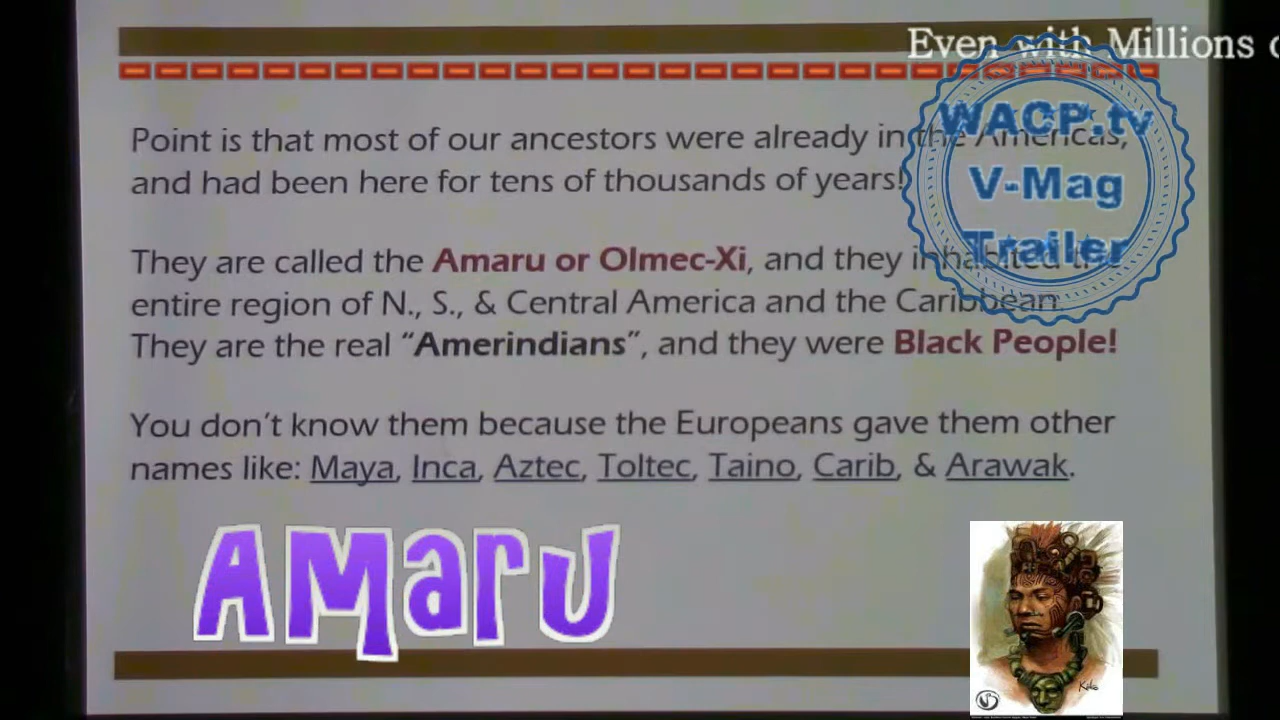 Even with Millions
WACP.tv
V-Mag
Trailer
Point is that most of our ancestors were already in the Americas,
and had been here for tens of thousands of years!
They are called the Amaru or Olmec-Xi, and they inhabited the
entire region of N., S., & Central America and the Caribbean.
They are the real “Amerindians”, and they were Black People!
You don’t know them because the Europeans gave them other
names like: Maya, Inca, Aztec, Toltec, Taino, Carib, & Arawak.
AMaru